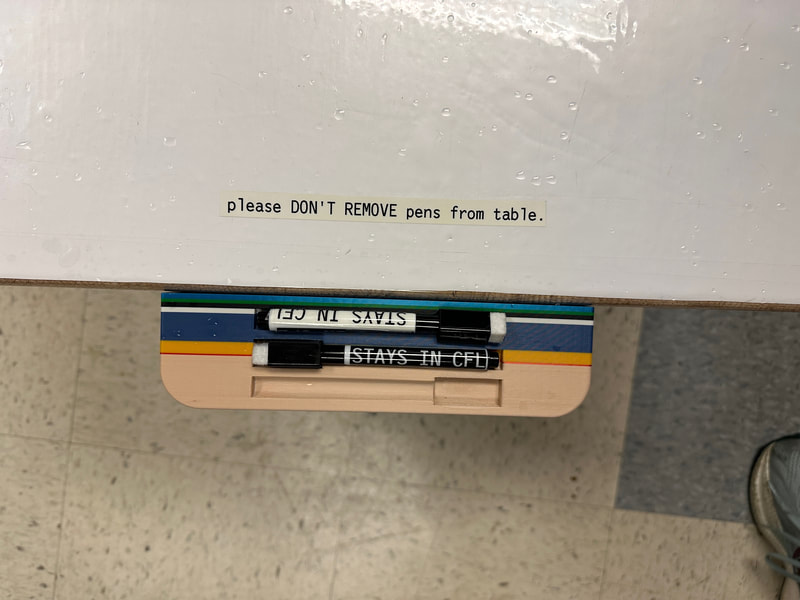 please DON'T REMOVE pens from table.
STAYS IN CFL
STAYS IN CFL